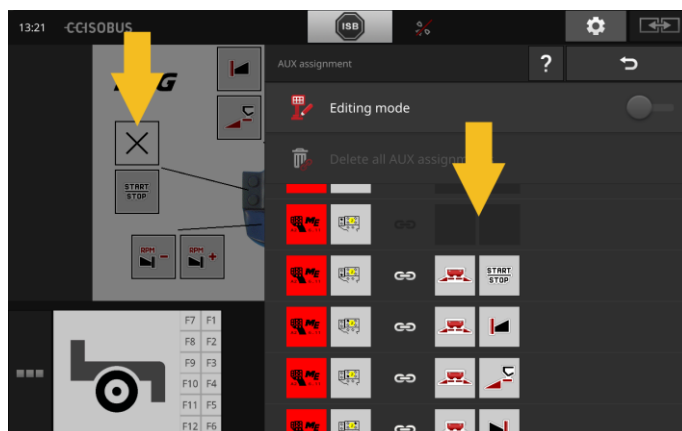 13:21 CCISOBUS ISB
AUX assignment ?
Editing mode
Delete all AUX
START
STOP
START
STOP
RPM RPM
- +
F7 F1
F8 F2
F9 F3
F10 F4
F11 F5
F12 F6